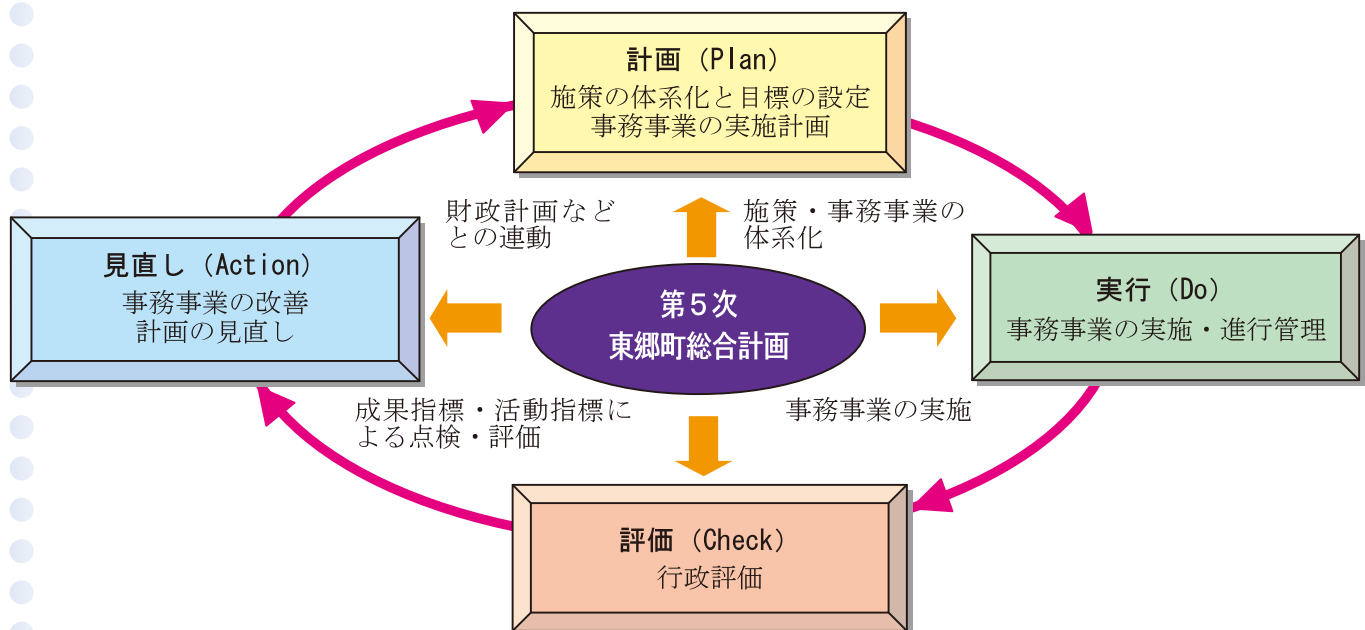 計画（Plan）
施策の体系化と目標の設定
事務事業の実施計画
財政計画など
との連動
施策・事務事業の
体系化
見直し（Action）
事務事業の改善
計画の見直し
第５次
東郷町総合計画
実行（Do）
事務事業の実施・進行管理
成果指標・活動指標に
よる点検・評価
事務事業の実施
評価（Check）
行政評価